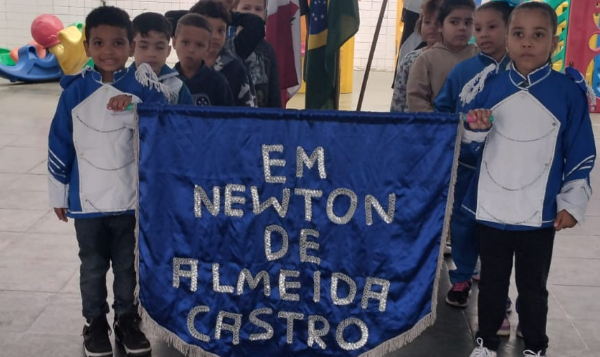 EM
NEWTON
DE
ALMEIDA
CASTRO